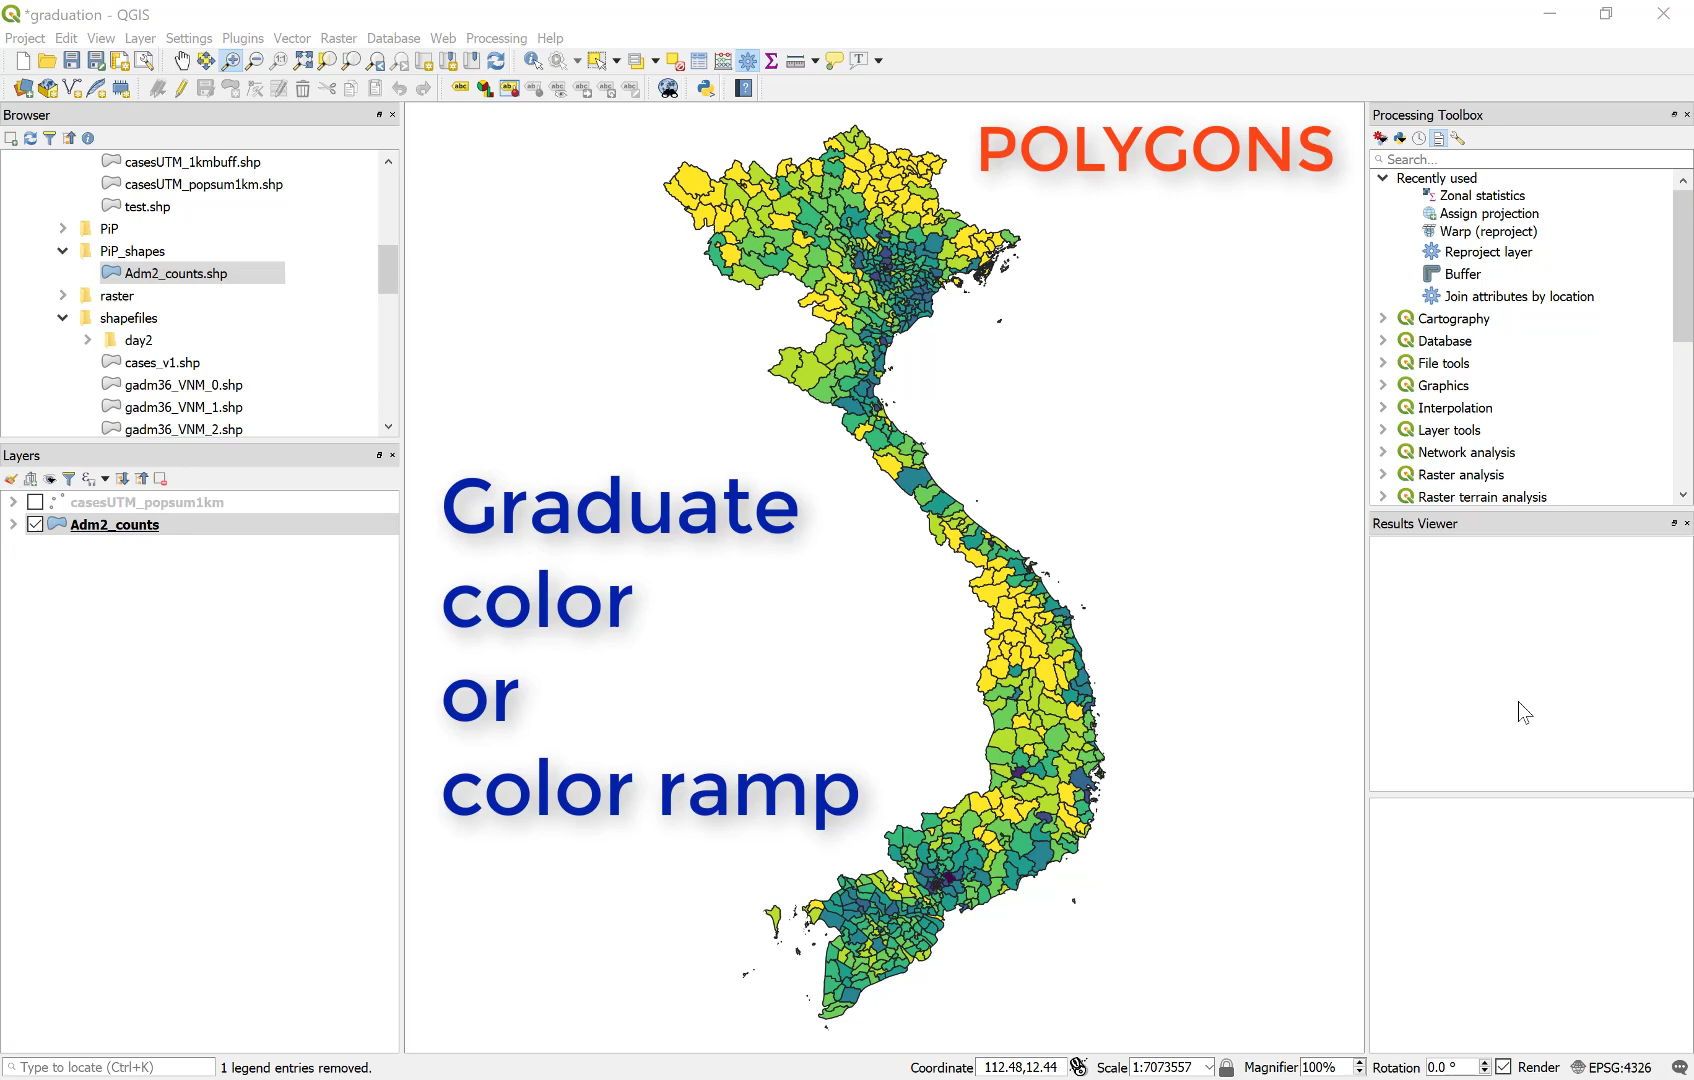 *graduation - QGIS
Project Edit View Layer Settings Plugins Vector Raster Database Web Processing Help
Browser
casesUTM_1kmbuff.shp
casesUTM_popsum1km.shp
test.shp
PiP
PiP_shapes
Adm2_counts.shp
raster
shapefiles
day2
cases_v1.shp
gadm36_VNM_0.shp
gadm36_VNM_1.shp
gadm36_VNM_2.shp
Layers
casesUTM_popsum1km
Adm2_counts
POLYGONS
Graduate
color
or
color ramp
Processing Toolbox
Search...
Recently used
Zonal statistics
Assign projection
Warp (reproject)
Reproject layer
Buffer
Join attributes by location
Cartography
Database
File tools
Graphics
Interpolation
Layer tools
Network analysis
Raster analysis
Raster terrain analysis
Results Viewer
Type to locate (Ctrl+K) 1 legend entries removed. Coordinate 112.48,12.44 Scale 1:7073557 Magnifier 100% Rotation 0.0 ° Render EPSG:4326